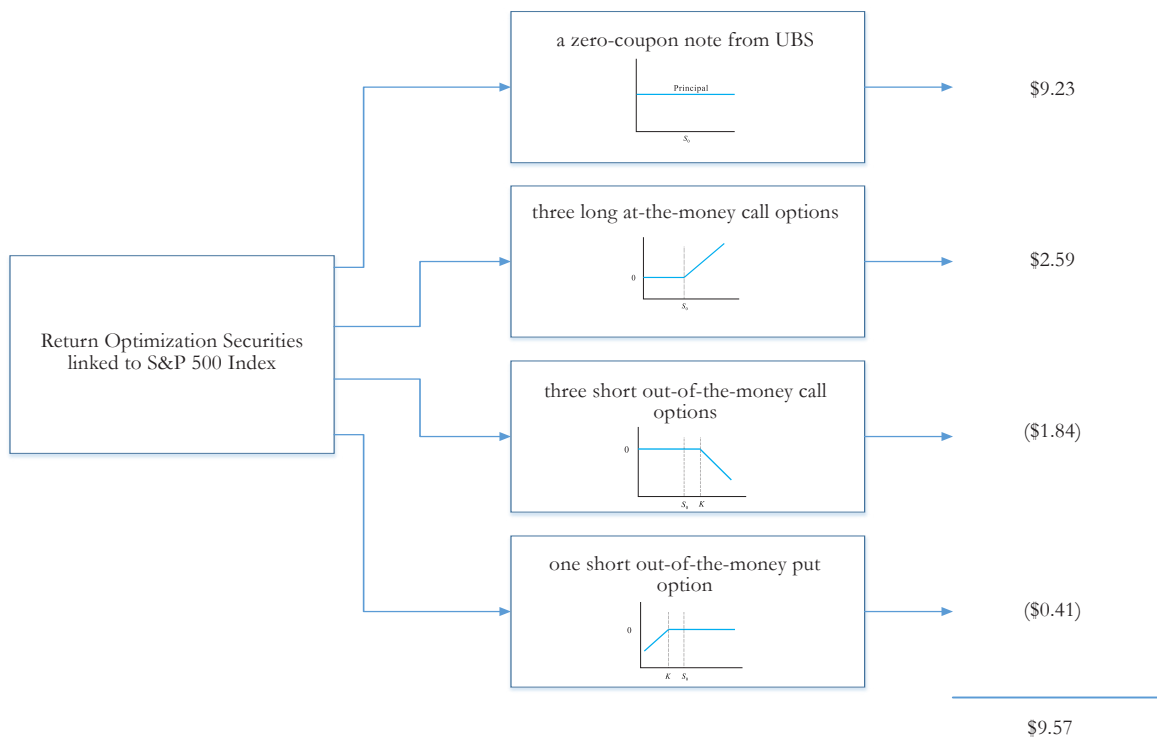 a zero-coupon note from UBS
Principal
S₀
$9.23
three long at-the-money call options
0
S₀
$2.59
Return Optimization Securities
linked to S&P 500 Index
three short out-of-the-money call
options
0
S₀ K
($1.84)
one short out-of-the-money put
option
0
K S₀
($0.41)
$9.57